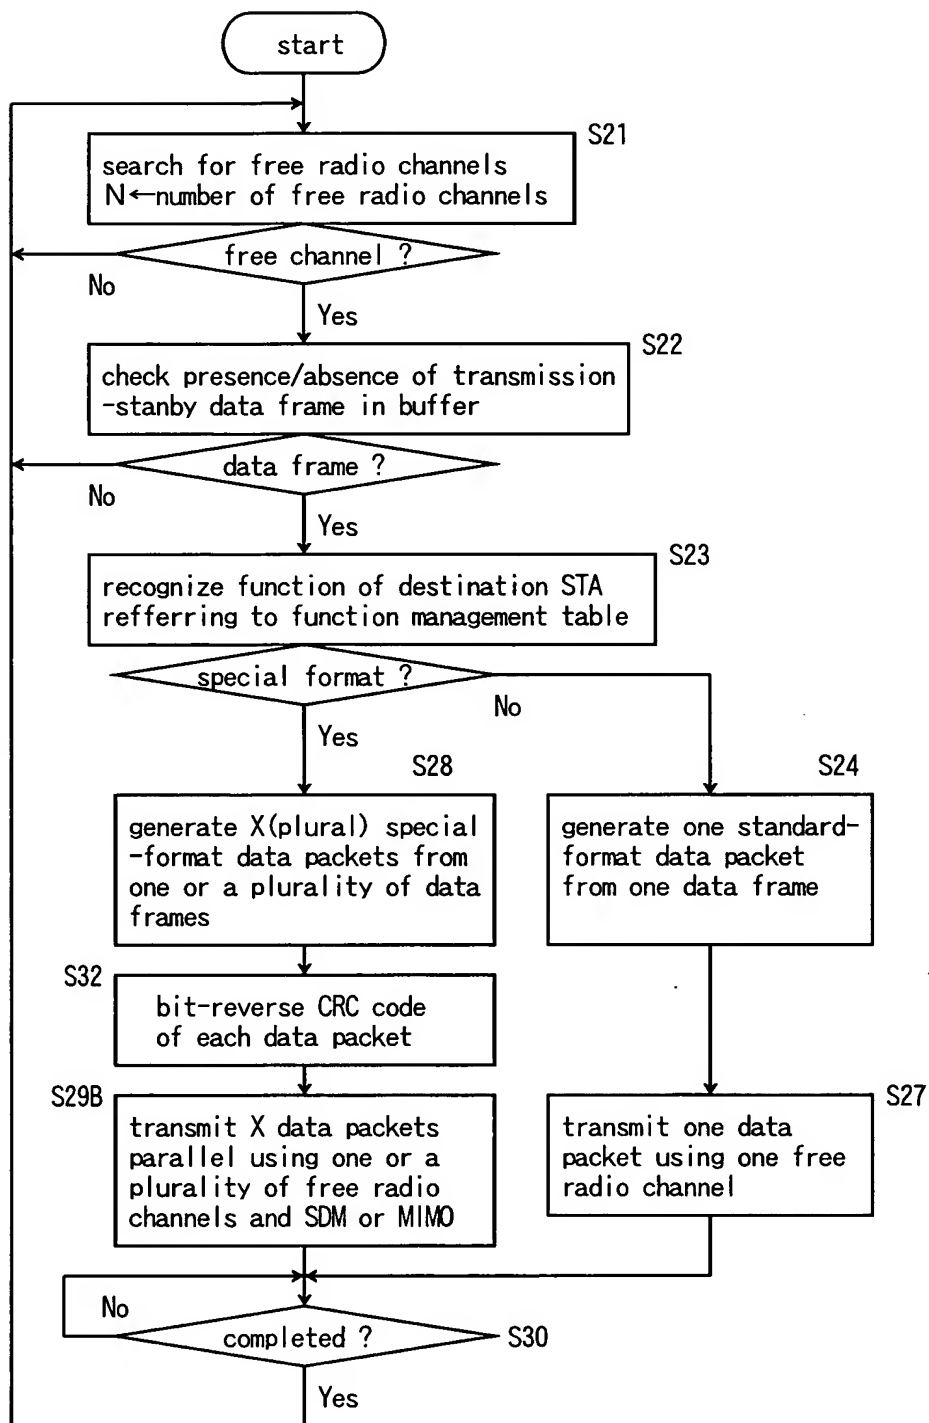 start
S21
search for free radio channels
N←number of free radio channels
free channel ?
No
Yes
S22
check presence/absence of transmission
-stanby data frame in buffer
data frame ?
No
Yes
S23
recognize function of destination STA
refferring to function management table
special format ?
No
Yes
S28
generate X(plural) special
-format data packets from
one or a plurality of data
frames
S24
generate one standard-
format data packet
from one data frame
S32
bit-reverse CRC code
of each data packet
S29B
transmit X data packets
parallel using one or a
plurality of free radio
channels and SDM or MIMO
S27
transmit one data
packet using one free
radio channel
No
completed ?
S30
Yes